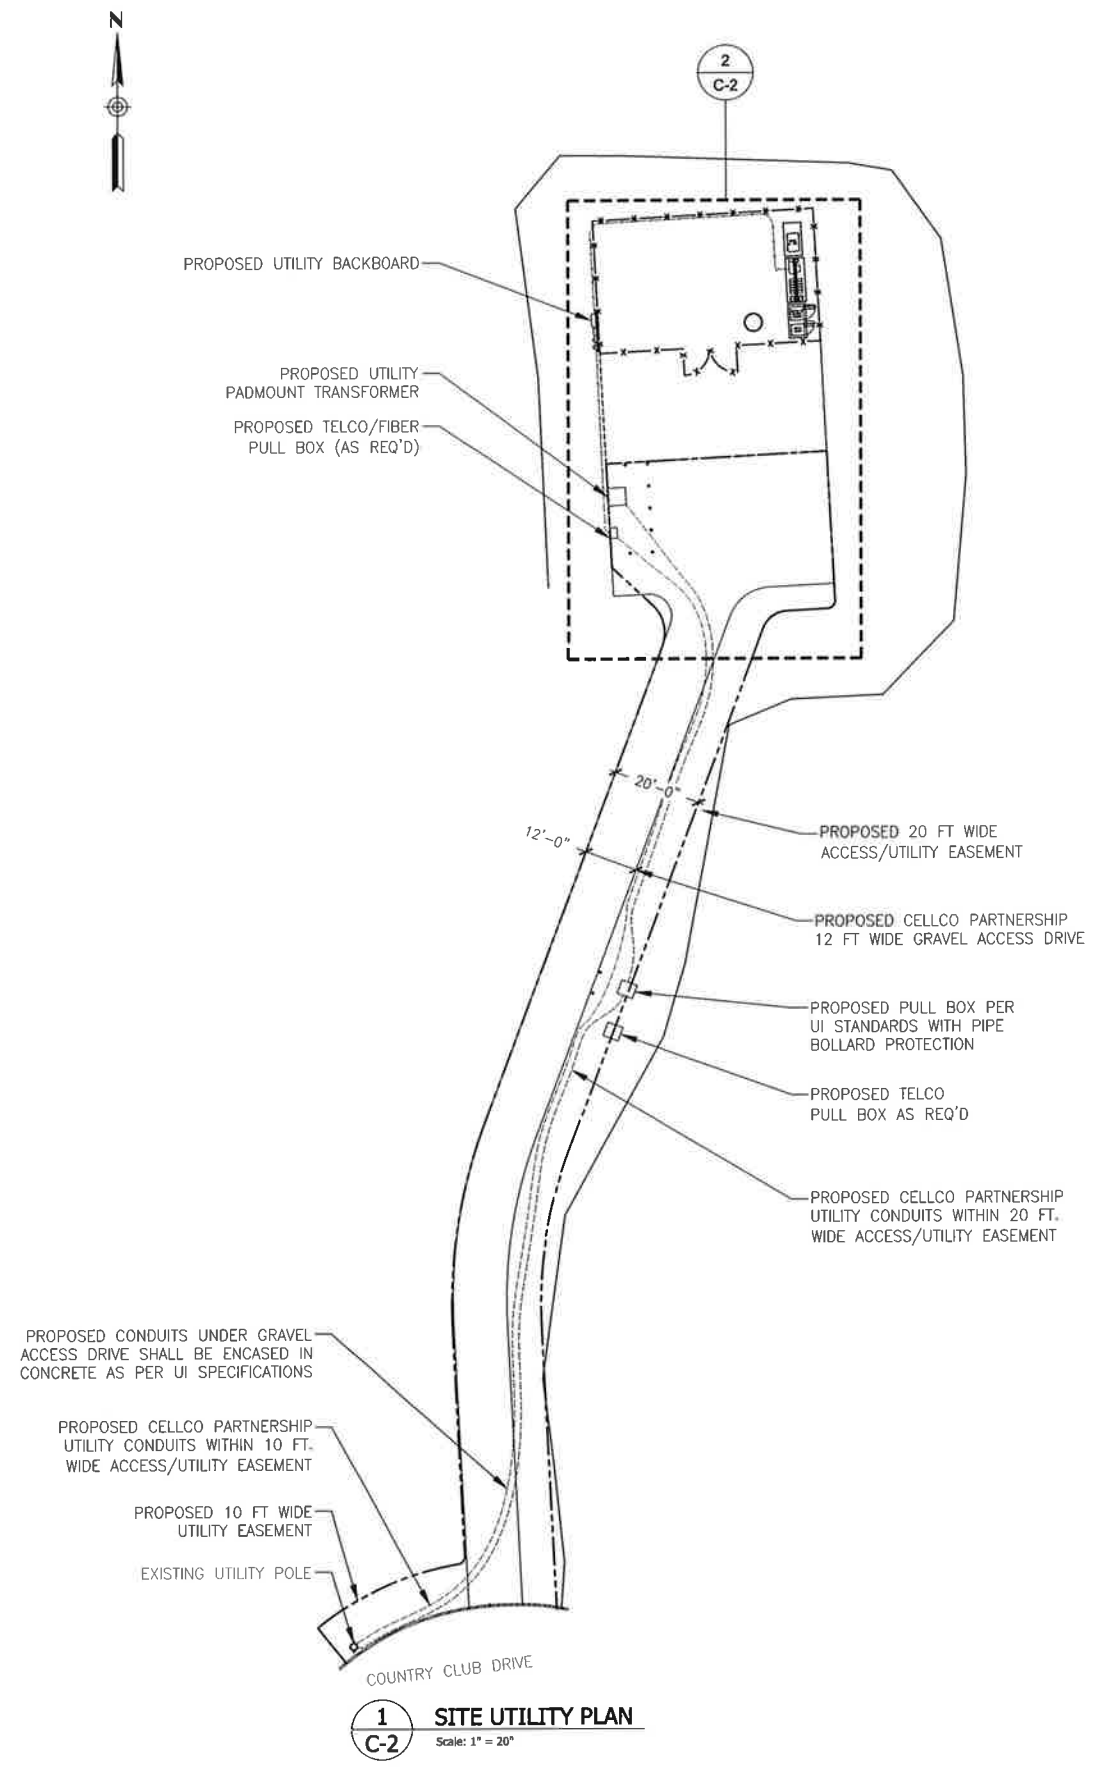 N
2
C-2
PROPOSED UTILITY BACKBOARD
PROPOSED UTILITY
PADMOUNT TRANSFORMER
PROPOSED TELCO/FIBER
PULL BOX (AS REQ'D)
20'-0"
12'-0"
PROPOSED 20 FT WIDE
ACCESS/UTILITY EASEMENT
PROPOSED CELLCO PARTNERSHIP
12 FT WIDE GRAVEL ACCESS DRIVE
PROPOSED PULL BOX PER
UI STANDARDS WITH PIPE
BOLLARD PROTECTION
PROPOSED TELCO
PULL BOX AS REQ'D
PROPOSED CELLCO PARTNERSHIP
UTILITY CONDUITS WITHIN 20 FT.
WIDE ACCESS/UTILITY EASEMENT
PROPOSED CONDUITS UNDER GRAVEL
ACCESS DRIVE SHALL BE ENCASED IN
CONCRETE AS PER UI SPECIFICATIONS
PROPOSED CELLCO PARTNERSHIP
UTILITY CONDUITS WITHIN 10 FT.
WIDE ACCESS/UTILITY EASEMENT
PROPOSED 10 FT WIDE
UTILITY EASEMENT
EXISTING UTILITY POLE
COUNTRY CLUB DRIVE
1
C-2
SITE UTILITY PLAN
Scale: 1" = 20"